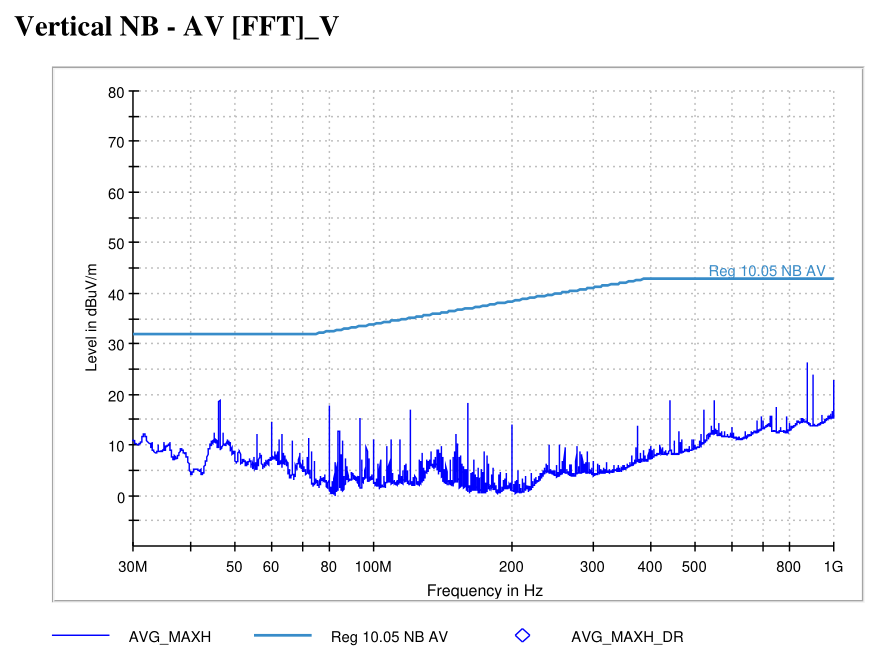 Vertical NB - AV [FFT]_V
80
70
60
50
40
30
20
10
0
Level in dBuV/m
Reg 10.05 NB AV
30M 50 60 80 100M 200 300 400 500 800 1G
Frequency in Hz
AVG_MAXH Reg 10.05 NB AV AVG_MAXH_DR